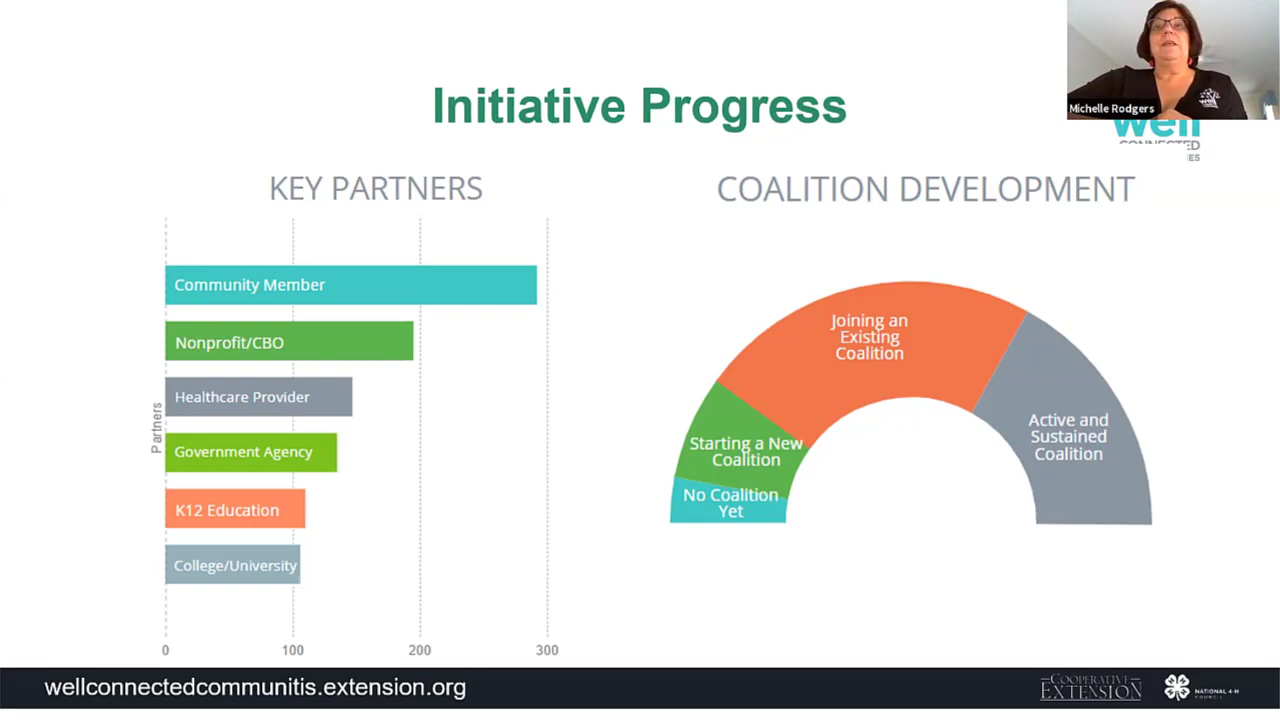 Initiative Progress
Michelle Rodgers
well
CONNECTED
ES
KEY PARTNERS
Community Member
Nonprofit/CBO
Healthcare Provider
Government Agency
K12 Education
College/University
Partners
0 100 200 300
COALITION DEVELOPMENT
Joining an
Existing
Coalition
Active and
Sustained
Coalition
Starting a New
Coalition
No Coalition
Yet
wellconnectedcommunitis.extension.org
COOPERATIVE
EXTENSION
NATIONAL 4-H
COUNCIL